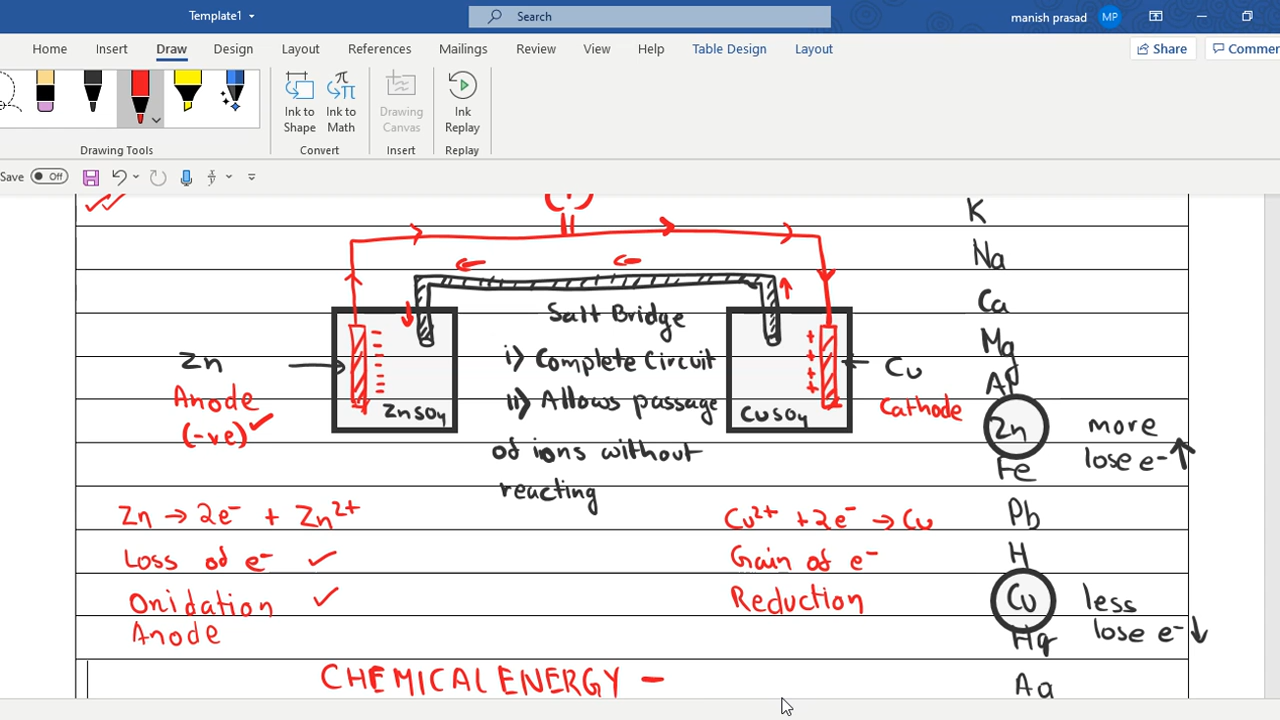 Template1
Search
manish prasad
MP
Home Insert Draw Design Layout References Mailings Review View Help Table Design Layout
Share
Comme
Ink to Shape
Ink to Math
Drawing Canvas
Ink Replay
Drawing Tools
Convert
Insert
Replay
Save
Off
K
Na
Ca
Mg
Al
Zn
Fe
Pb
H
Cu
Hg
more
lose e- ↑
less
lose e- ↓
Salt Bridge
i) Complete Circuit
ii) Allows passage
of ions without
reacting
Zn
Anode
(-ve)
ZnSO4
CuSO4
Cu
Cathode
Zn → 2e- + Zn2+
Loss of e-
Onidation
Anode
Cu2+ + 2e- → Cu
Gain of e-
Reduction
CHEMICAL ENERGY -